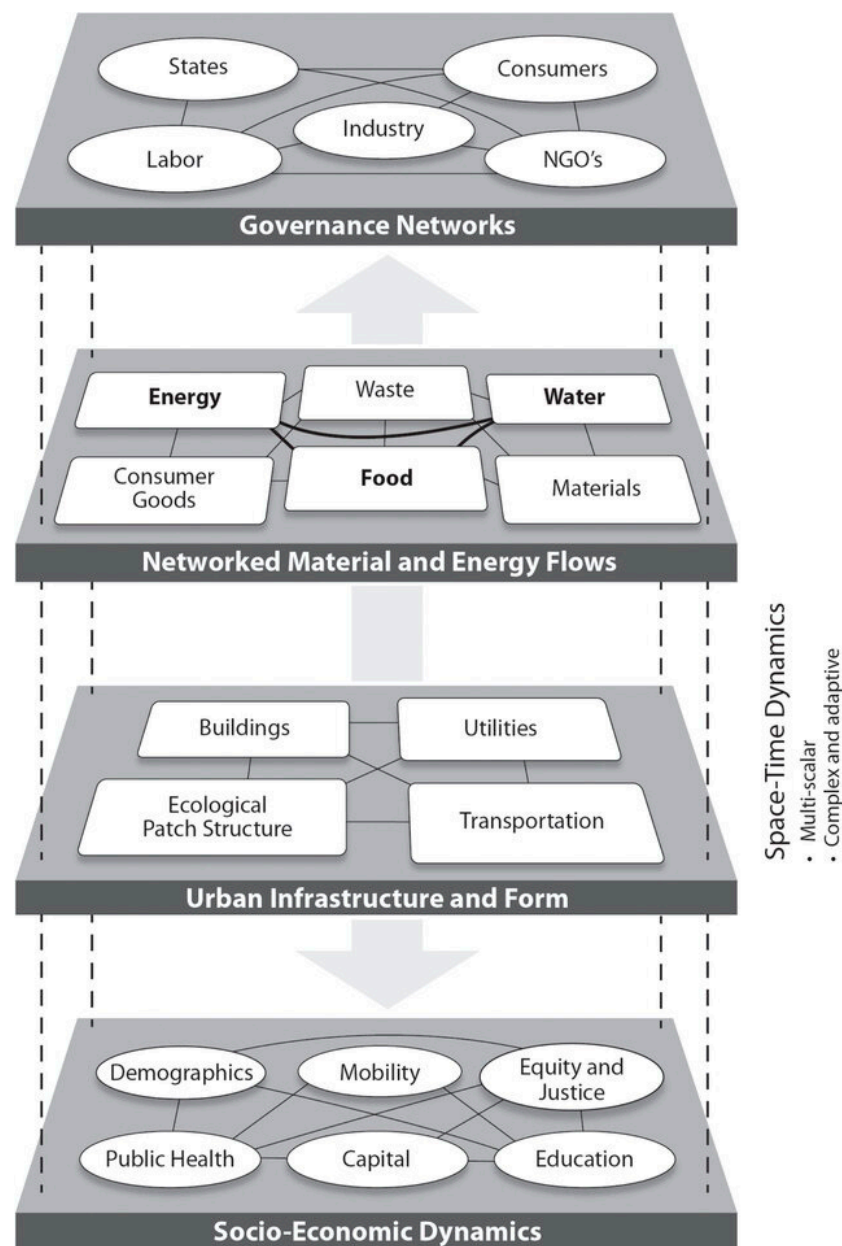 States
Consumers
Industry
Labor
NGO's
Governance Networks
Energy
Waste
Water
Consumer
Goods
Food
Materials
Networked Material and Energy Flows
Buildings
Utilities
Ecological
Patch Structure
Transportation
Urban Infrastructure and Form
Demographics
Mobility
Equity and
Justice
Public Health
Capital
Education
Socio-Economic Dynamics
Space-Time Dynamics
• Multi-scalar
• Complex and adaptive